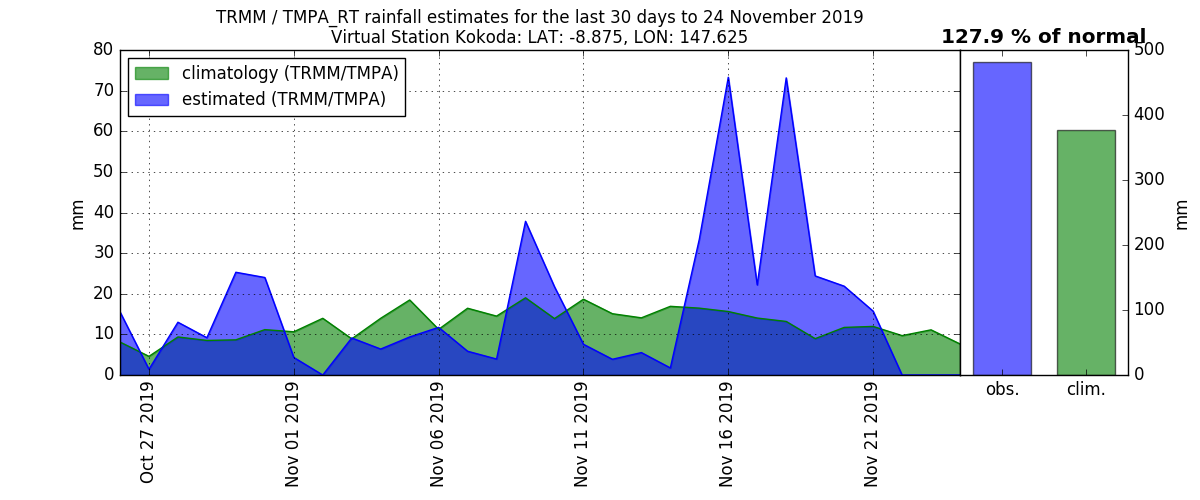 TRMM / TMPA_RT rainfall estimates for the last 30 days to 24 November 2019
Virtual Station Kokoda: LAT: -8.875, LON: 147.625
127.9 % of normal
climatology (TRMM/TMPA)
estimated (TRMM/TMPA)
80
70
60
50
40
30
20
10
0
mm
Oct 27 2019
Nov 01 2019
Nov 06 2019
Nov 11 2019
Nov 16 2019
Nov 21 2019
obs.
clim.
500
400
300
200
100
0
mm